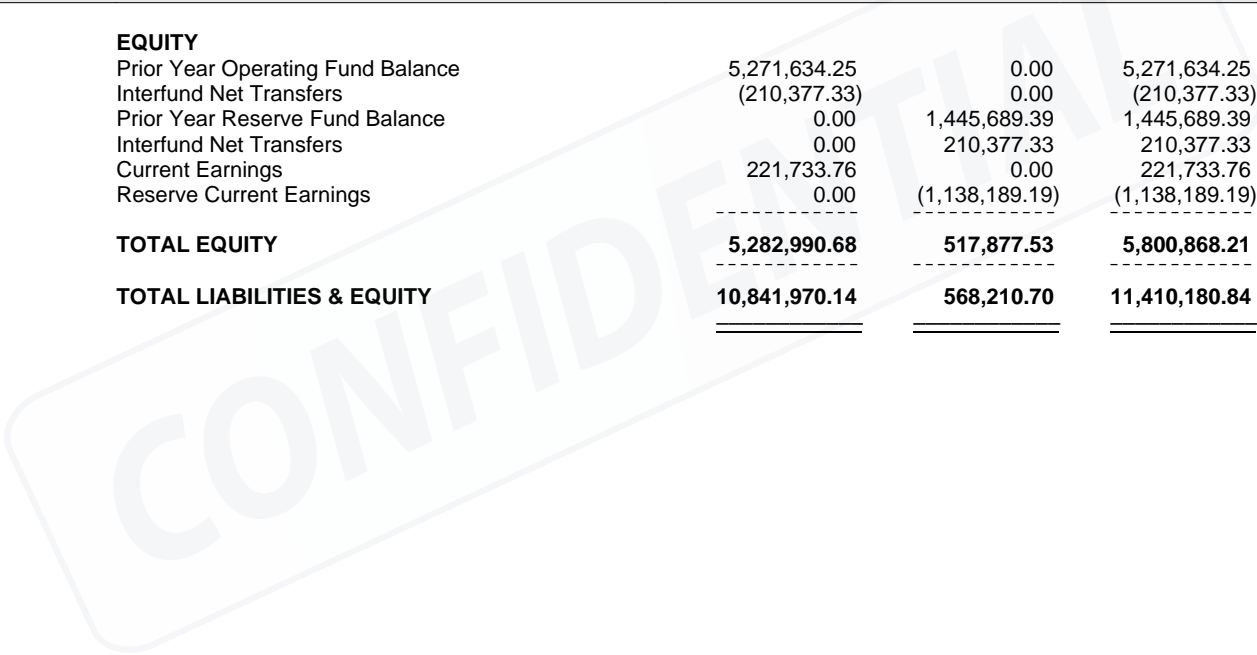 EQUITY
Prior Year Operating Fund Balance 5,271,634.25 0.00 5,271,634.25
Interfund Net Transfers (210,377.33) 0.00 (210,377.33)
Prior Year Reserve Fund Balance 0.00 1,445,689.39 1,445,689.39
Interfund Net Transfers 0.00 210,377.33 210,377.33
Current Earnings 221,733.76 0.00 221,733.76
Reserve Current Earnings 0.00 (1,138,189.19) (1,138,189.19)
TOTAL EQUITY 5,282,990.68 517,877.53 5,800,868.21
TOTAL LIABILITIES & EQUITY 10,841,970.14 568,210.70 11,410,180.84
CONFIDENTIAL